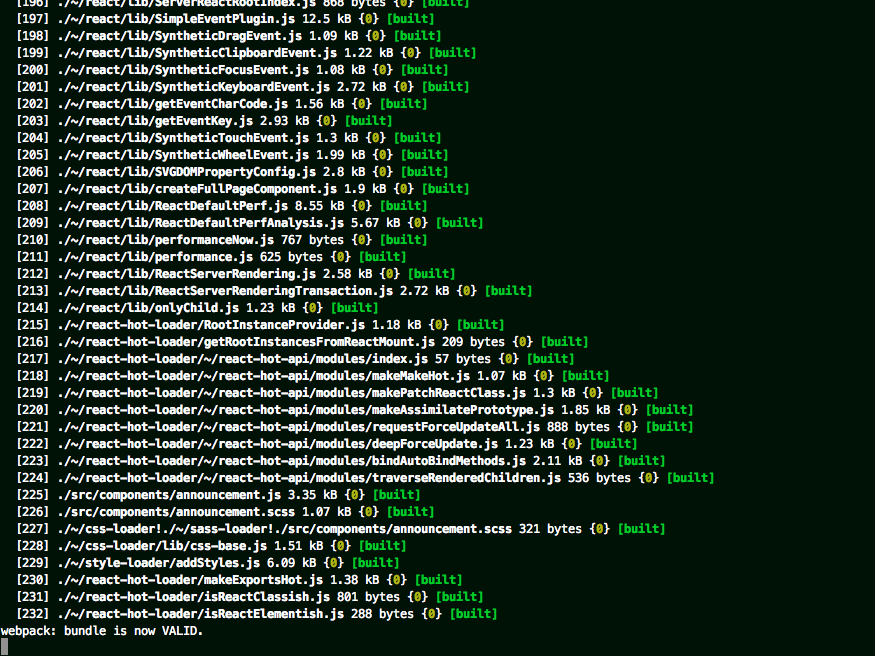 [196] ./~/react/lib/ServerReactRootIndex.js 868 bytes {0} [built]
[197] ./~/react/lib/SimpleEventPlugin.js 12.5 kB {0} [built]
[198] ./~/react/lib/SyntheticDragEvent.js 1.09 kB {0} [built]
[199] ./~/react/lib/SyntheticClipboardEvent.js 1.22 kB {0} [built]
[200] ./~/react/lib/SyntheticFocusEvent.js 1.08 kB {0} [built]
[201] ./~/react/lib/SyntheticKeyboardEvent.js 2.72 kB {0} [built]
[202] ./~/react/lib/getEventCharCode.js 1.56 kB {0} [built]
[203] ./~/react/lib/getEventKey.js 2.93 kB {0} [built]
[204] ./~/react/lib/SyntheticTouchEvent.js 1.3 kB {0} [built]
[205] ./~/react/lib/SyntheticWheelEvent.js 1.99 kB {0} [built]
[206] ./~/react/lib/SVGDOMPropertyConfig.js 2.8 kB {0} [built]
[207] ./~/react/lib/createFullPageComponent.js 1.9 kB {0} [built]
[208] ./~/react/lib/ReactDefaultPerf.js 8.55 kB {0} [built]
[209] ./~/react/lib/ReactDefaultPerfAnalysis.js 5.67 kB {0} [built]
[210] ./~/react/lib/performanceNow.js 767 bytes {0} [built]
[211] ./~/react/lib/performance.js 625 bytes {0} [built]
[212] ./~/react/lib/ReactServerRendering.js 2.58 kB {0} [built]
[213] ./~/react/lib/ReactServerRenderingTransaction.js 2.72 kB {0} [built]
[214] ./~/react/lib/onlyChild.js 1.23 kB {0} [built]
[215] ./~/react-hot-loader/RootInstanceProvider.js 1.18 kB {0} [built]
[216] ./~/react-hot-loader/getRootInstancesFromReactMount.js 209 bytes {0} [built]
[217] ./~/react-hot-loader/~/react-hot-api/modules/index.js 57 bytes {0} [built]
[218] ./~/react-hot-loader/~/react-hot-api/modules/makeMakeHot.js 1.07 kB {0} [built]
[219] ./~/react-hot-loader/~/react-hot-api/modules/makePatchReactClass.js 1.3 kB {0} [built]
[220] ./~/react-hot-loader/~/react-hot-api/modules/makeAssimilatePrototype.js 1.85 kB {0} [built]
[221] ./~/react-hot-loader/~/react-hot-api/modules/requestForceUpdateAll.js 888 bytes {0} [built]
[222] ./~/react-hot-loader/~/react-hot-api/modules/deepForceUpdate.js 1.23 kB {0} [built]
[223] ./~/react-hot-loader/~/react-hot-api/modules/bindAutoBindMethods.js 2.11 kB {0} [built]
[224] ./~/react-hot-loader/~/react-hot-api/modules/traverseRenderedChildren.js 536 bytes {0} [built]
[225] ./src/components/announcement.js 3.35 kB {0} [built]
[226] ./src/components/announcement.scss 1.07 kB {0} [built]
[227] ./~/css-loader!./~/sass-loader!./src/components/announcement.scss 321 bytes {0} [built]
[228] ./~/css-loader/lib/css-base.js 1.51 kB {0} [built]
[229] ./~/style-loader/addStyles.js 6.09 kB {0} [built]
[230] ./~/react-hot-loader/makeExportsHot.js 1.38 kB {0} [built]
[231] ./~/react-hot-loader/isReactClassish.js 801 bytes {0} [built]
[232] ./~/react-hot-loader/isReactElementish.js 288 bytes {0} [built]
webpack: bundle is now VALID.